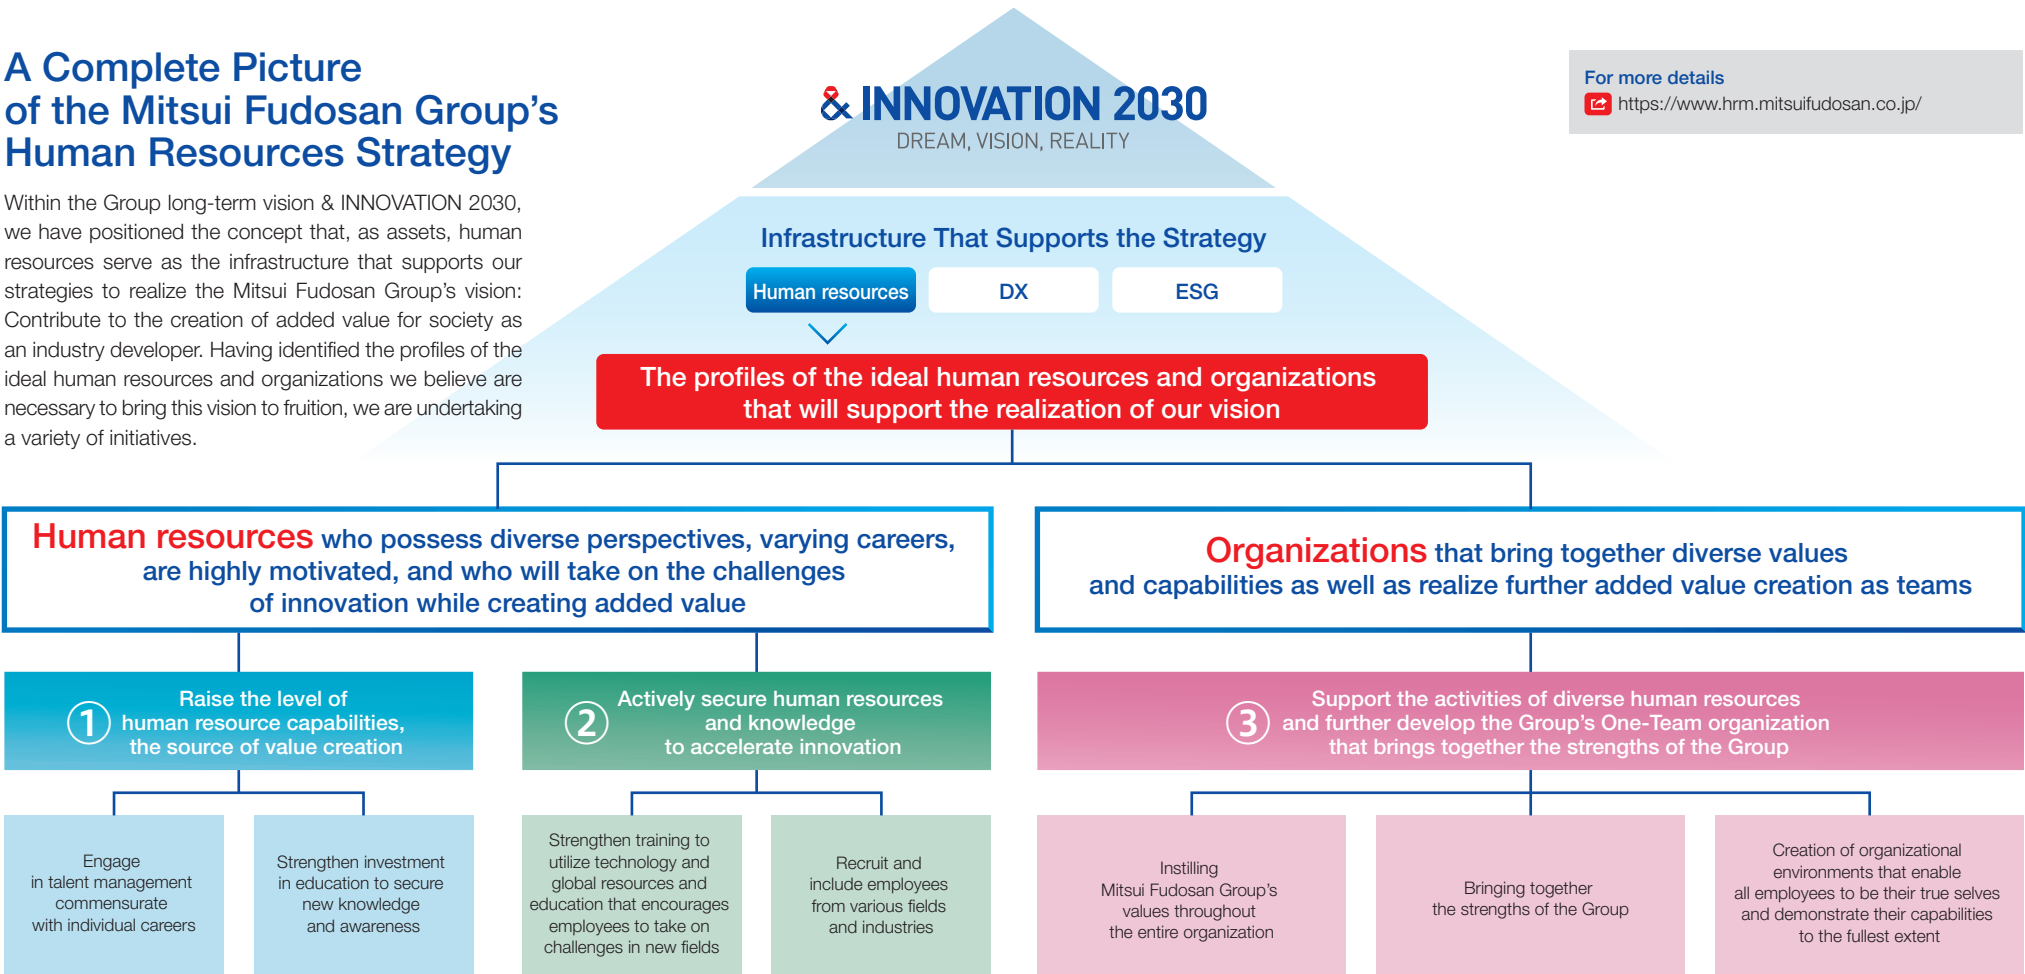 A Complete Picture
of the Mitsui Fudosan Group’s
Human Resources Strategy
Within the Group long-term vision & INNOVATION 2030,
we have positioned the concept that, as assets, human
resources serve as the infrastructure that supports our
strategies to realize the Mitsui Fudosan Group’s vision:
Contribute to the creation of added value for society as
an industry developer. Having identified the profiles of the
ideal human resources and organizations we believe are
necessary to bring this vision to fruition, we are undertaking
a variety of initiatives.
& INNOVATION 2030
DREAM, VISION, REALITY
For more details
https://www.hrm.mitsuifudosan.co.jp/
Infrastructure That Supports the Strategy
Human resources
DX
ESG
The profiles of the ideal human resources and organizations
that will support the realization of our vision
Human resources who possess diverse perspectives, varying careers,
are highly motivated, and who will take on the challenges
of innovation while creating added value
Organizations that bring together diverse values
and capabilities as well as realize further added value creation as teams
①
Raise the level of
human resource capabilities,
the source of value creation
②
Actively secure human resources
and knowledge
to accelerate innovation
③
Support the activities of diverse human resources
and further develop the Group’s One-Team organization
that brings together the strengths of the Group
Engage
in talent management
commensurate
with individual careers
Strengthen investment
in education to secure
new knowledge
and awareness
Strengthen training to
utilize technology and
global resources and
education that encourages
employees to take on
challenges in new fields
Recruit and
include employees
from various fields
and industries
Instilling
Mitsui Fudosan Group’s
values throughout
the entire organization
Bringing together
the strengths of the Group
Creation of organizational
environments that enable
all employees to be their true selves
and demonstrate their capabilities
to the fullest extent